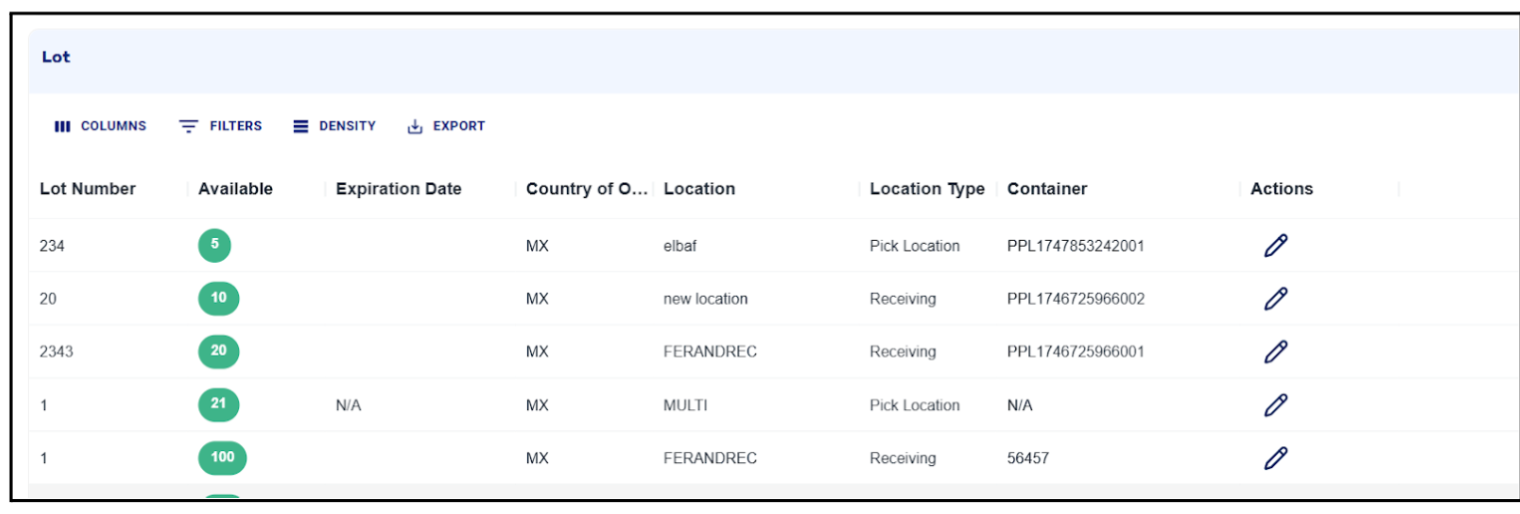 Lot
COLUMNS FILTERS DENSITY EXPORT
Lot Number Available Expiration Date Country of O... Location Location Type Container Actions
234 5 MX elbaf Pick Location PPL1747853242001
20 10 MX new location Receiving PPL1746725966002
2343 20 MX FERANDREC Receiving PPL1746725966001
1 21 N/A MX MULTI Pick Location N/A
1 100 MX FERANDREC Receiving 56457